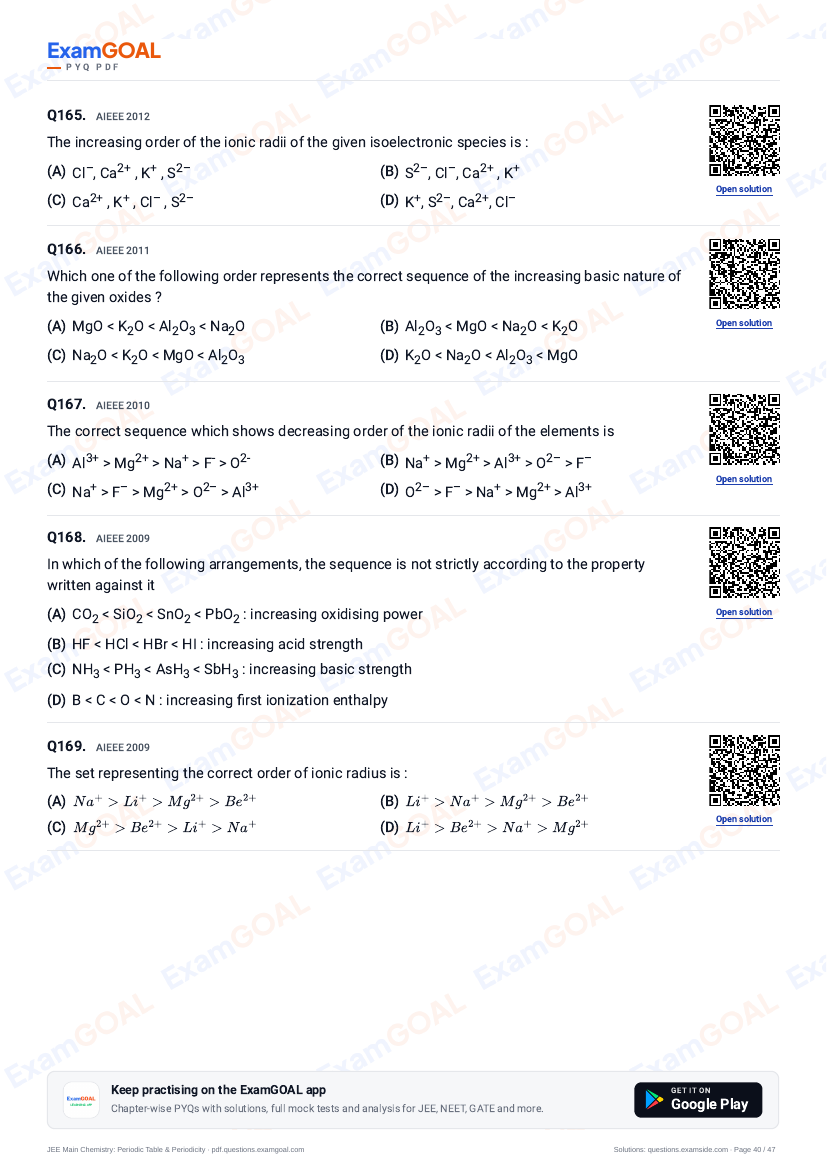 ExamGOAL
PYQ PDF
Q165. AIEEE 2012
The increasing order of the ionic radii of the given isoelectronic species is :
(A) Cl⁻, Ca²⁺ , K⁺ , S²⁻ (B) S²⁻, Cl⁻, Ca²⁺ , K⁺
Open solution
(C) Ca²⁺ , K⁺ , Cl⁻ , S²⁻ (D) K⁺, S²⁻, Ca²⁺, Cl⁻
Q166. AIEEE 2011
Which one of the following order represents the correct sequence of the increasing basic nature of
the given oxides ?
(A) MgO < K₂O < Al₂O₃ < Na₂O (B) Al₂O₃ < MgO < Na₂O < K₂O
Open solution
(C) Na₂O < K₂O < MgO < Al₂O₃ (D) K₂O < Na₂O < Al₂O₃ < MgO
Q167. AIEEE 2010
The correct sequence which shows decreasing order of the ionic radii of the elements is
(A) Al³⁺ > Mg²⁺ > Na⁺ > F⁻ > O²⁻ (B) Na⁺ > Mg²⁺ > Al³⁺ > O²⁻ > F⁻
Open solution
(C) Na⁺ > F⁻ > Mg²⁺ > O²⁻ > Al³⁺ (D) O²⁻ > F⁻ > Na⁺ > Mg²⁺ > Al³⁺
Q168. AIEEE 2009
In which of the following arrangements, the sequence is not strictly according to the property
written against it
(A) CO₂ < SiO₂ < SnO₂ < PbO₂ : increasing oxidising power
Open solution
(B) HF < HCl < HBr < HI : increasing acid strength
(C) NH₃ < PH₃ < AsH₃ < SbH₃ : increasing basic strength
(D) B < C < O < N : increasing first ionization enthalpy
Q169. AIEEE 2009
The set representing the correct order of ionic radius is :
(A) Na⁺ > Li⁺ > Mg²⁺ > Be²⁺ (B) Li⁺ > Na⁺ > Mg²⁺ > Be²⁺
Open solution
(C) Mg²⁺ > Be²⁺ > Li⁺ > Na⁺ (D) Li⁺ > Be²⁺ > Na⁺ > Mg²⁺
Keep practising on the ExamGOAL app
Chapter-wise PYQs with solutions, full mock tests and analysis for JEE, NEET, GATE and more.
GET IT ON
Google Play
JEE Main Chemistry: Periodic Table & Periodicity · pdf.questions.examgoal.com
Solutions: questions.examside.com · Page 40 / 47